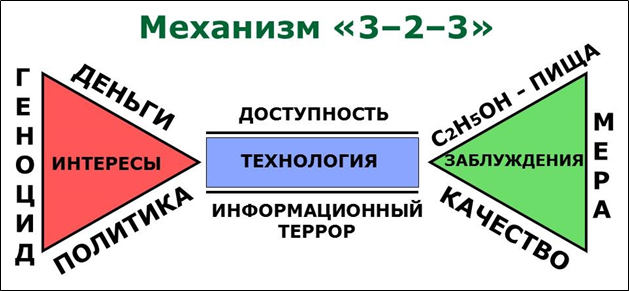 Механизм «3–2–3»
ГЕНОЦИД
ДЕНЬГИ
ИНТЕРЕСЫ
ПОЛИТИКА
ДОСТУПНОСТЬ
ТЕХНОЛОГИЯ
ИНФОРМАЦИОННЫЙ
ТЕРРОР
C₂H₅OH - ПИЩА
ЗАБЛУЖДЕНИЯ
КАЧЕСТВО
МЕРА